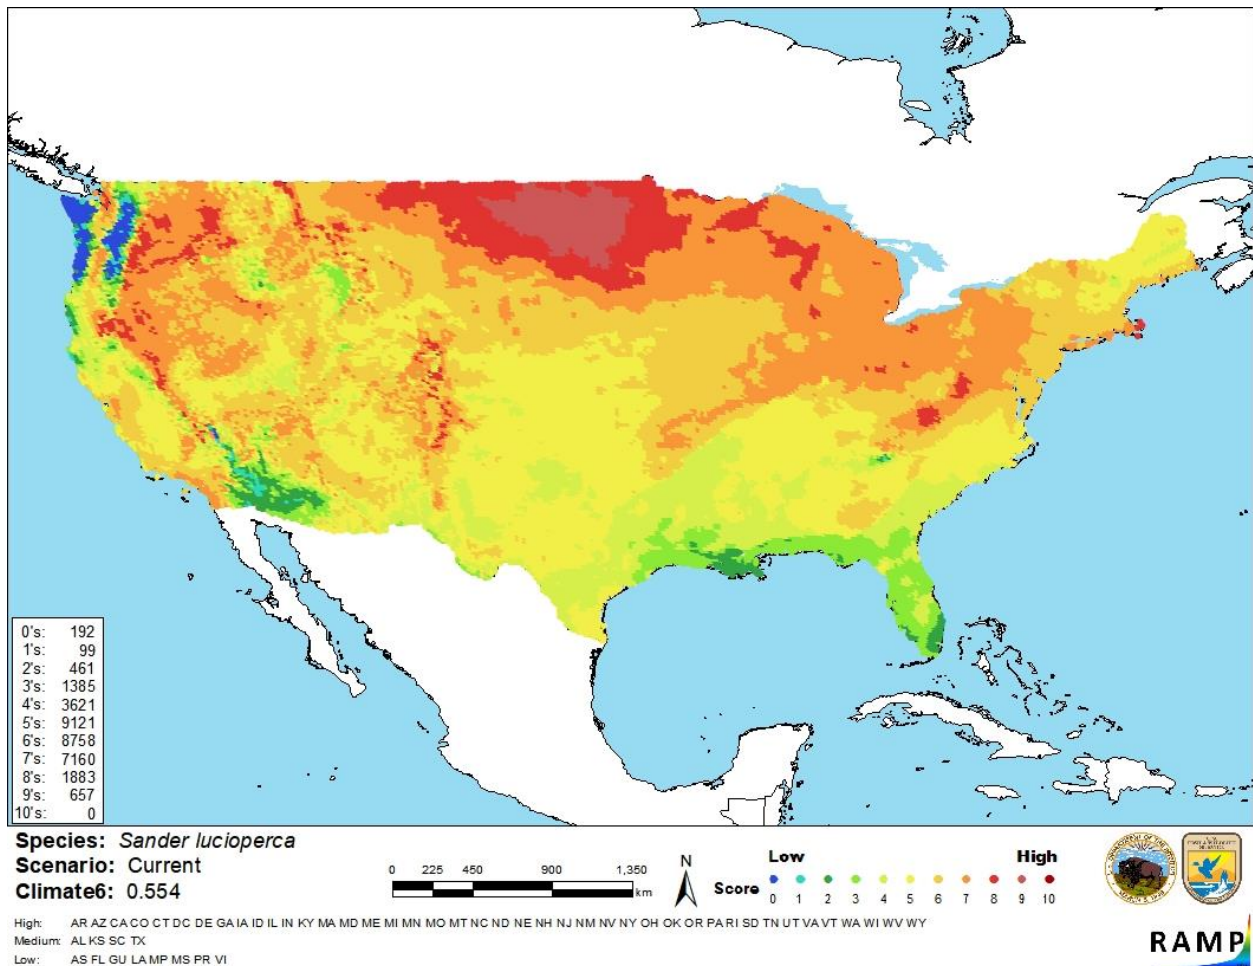 0's: 192
1's: 99
2's: 461
3's: 1385
4's: 3621
5's: 9121
6's: 8758
7's: 7160
8's: 1883
9's: 657
10's: 0
Species: Sander lucioperca
Scenario: Current
Climate6: 0.554
0 225 450 900 1,350
km
N
Low High
Score
0 1 2 3 4 5 6 7 8 9 10
High: AR AZ CA CO CT DC DE GA IA ID IL IN KY MA MD ME MI MN MO MT NC ND NE NH NJ NM NV NY OH OK OR PA RI SD TN UT VA VT WA WI WV WY
Medium: AL KS SC TX
Low: AS FL GU LA MP MS PR VI
RAMP